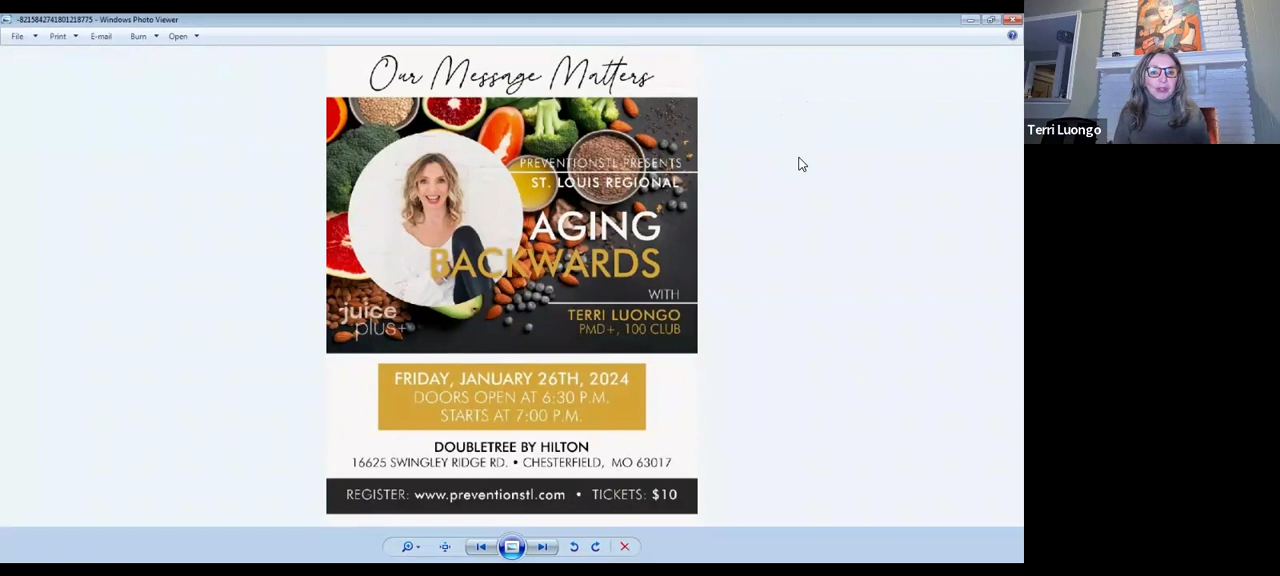 -8215842741801218775 - Windows Photo Viewer
File Print E-mail Burn Open
Our Message Matters
PREVENTIONSTL PRESENTS
ST. LOUIS REGIONAL
AGING
BACKWARDS
WITH
TERRI LUONGO
PMD+, 100 CLUB
juice
plus+
FRIDAY, JANUARY 26TH, 2024
DOORS OPEN AT 6:30 P.M.
STARTS AT 7:00 P.M.
DOUBLETREE BY HILTON
16625 SWINGLEY RIDGE RD. • CHESTERFIELD, MO 63017
REGISTER: www.preventionstl.com • TICKETS: $10
Terri Luongo